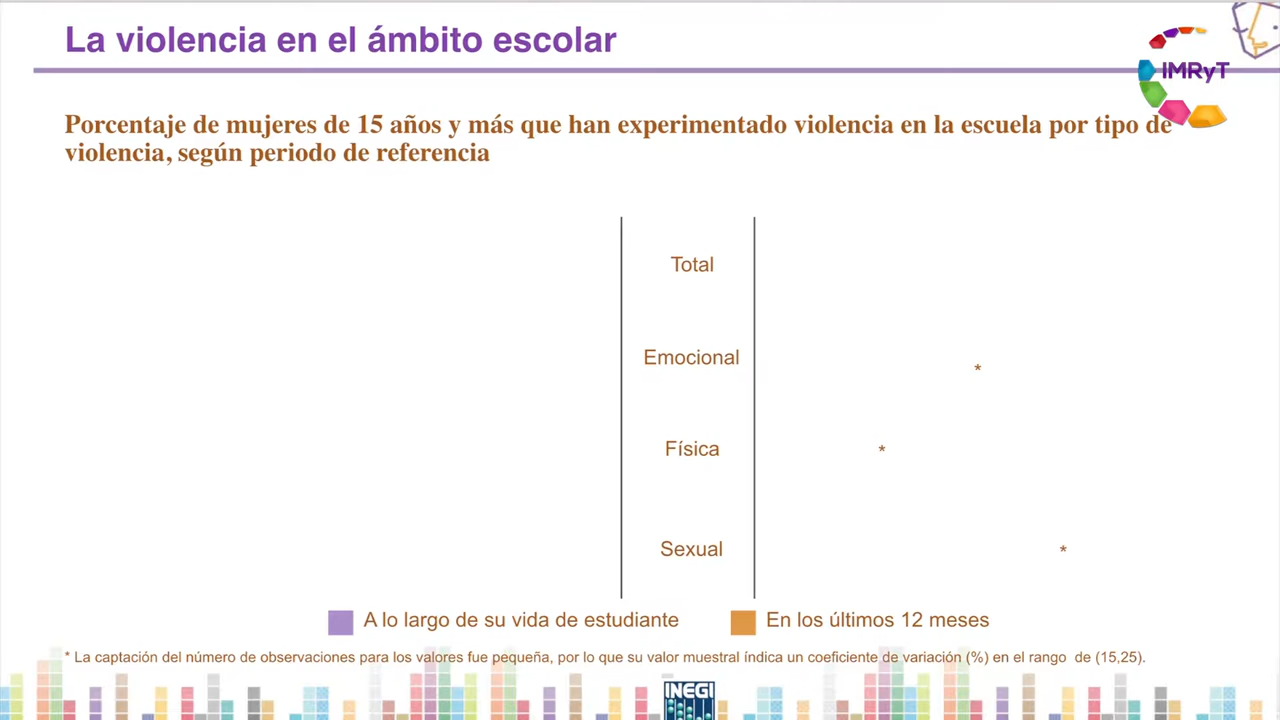 La violencia en el ámbito escolar
IMRyT
Porcentaje de mujeres de 15 años y más que han experimentado violencia en la escuela por tipo de
violencia, según periodo de referencia
Total
Emocional
*
Física
*
Sexual
*
A lo largo de su vida de estudiante
En los últimos 12 meses
* La captación del número de observaciones para los valores fue pequeña, por lo que su valor muestral índica un coeficiente de variación (%) en el rango de (15,25).
INEGI